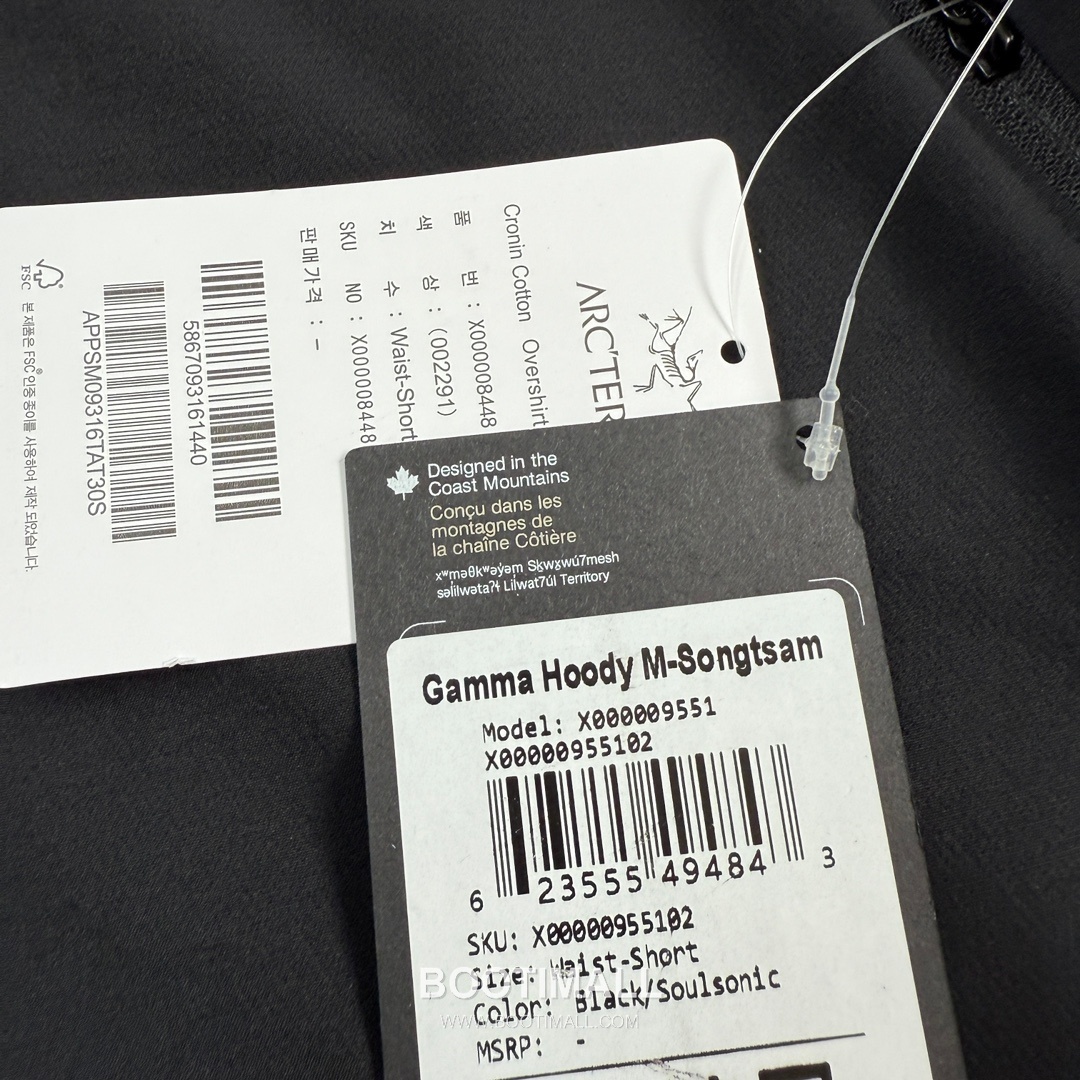 ARC'TER
Cronin Cotton Overshirt
품 번 : X000008448
색 상 : (002291)
치 수 : Waist-Short
SKU NO : X000008448
판매가격 : -
5867093161440
APPSM09316TAT30S
FSC
본 제품은 FSC®인증 종이를 사용하여 제작 되었습니다.
Designed in the
Coast Mountains
Conçu dans les
montagnes de
la chaîne Côtière
xʷməθkʷəy̓əm Sḵwx̱wú7mesh
səl̓ilwətaʔɬ Lil̓wat7úl Territory
Gamma Hoody M-Songtsam
Model: X000009551
X00000955102
6 23555 49484 3
SKU: X00000955102
Size: Waist-Short
Color: Black/Soulsonic
MSRP: -
BOOTIMALL
WWW.BOOTIMALL.COM